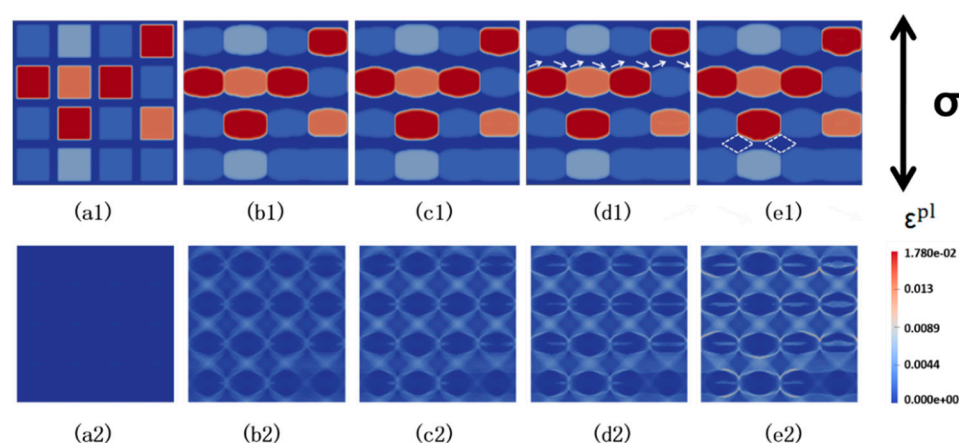 (a1) (b1) (c1) (d1) (e1)
σ
ε^pl
(a2) (b2) (c2) (d2) (e2)
1.780e-02
0.013
0.0089
0.0044
0.000e+00